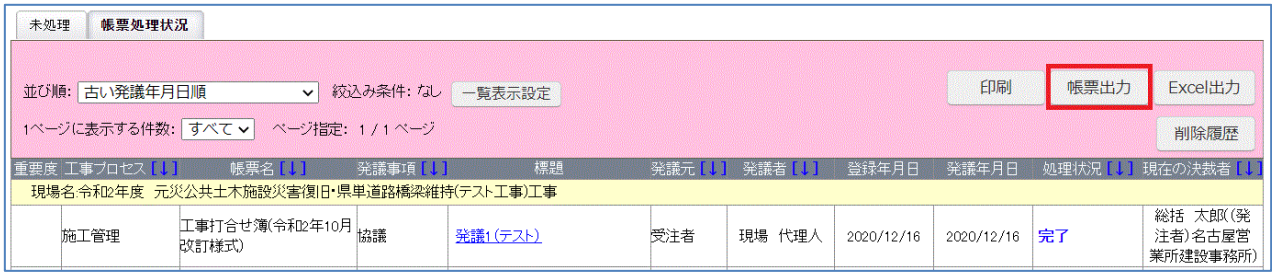 未処理 帳票処理状況
並び順: 古い発議年月日順 絞込み条件: なし 一覧表示設定 印刷 帳票出力 Excel出力
1ページに表示する件数: すべて ページ指定: 1 / 1 ページ 削除履歴
重要度 工事プロセス【↓】 帳票名【↓】 発議事項【↓】 標題 発議元【↓】 発議者【↓】 登録年月日 発議年月日 処理状況【↓】 現在の決裁者【↓】
現場名:令和2年度 元災公共土木施設災害復旧・県単道路橋梁維持(テスト工事)工事
施工管理 工事打合せ簿(令和2年10月
改訂様式) 協議 発議1(テスト) 受注者 現場 代理人 2020/12/16 2020/12/16 完了 総括 太郎((発
注者)名古屋営
業所建設事務所)